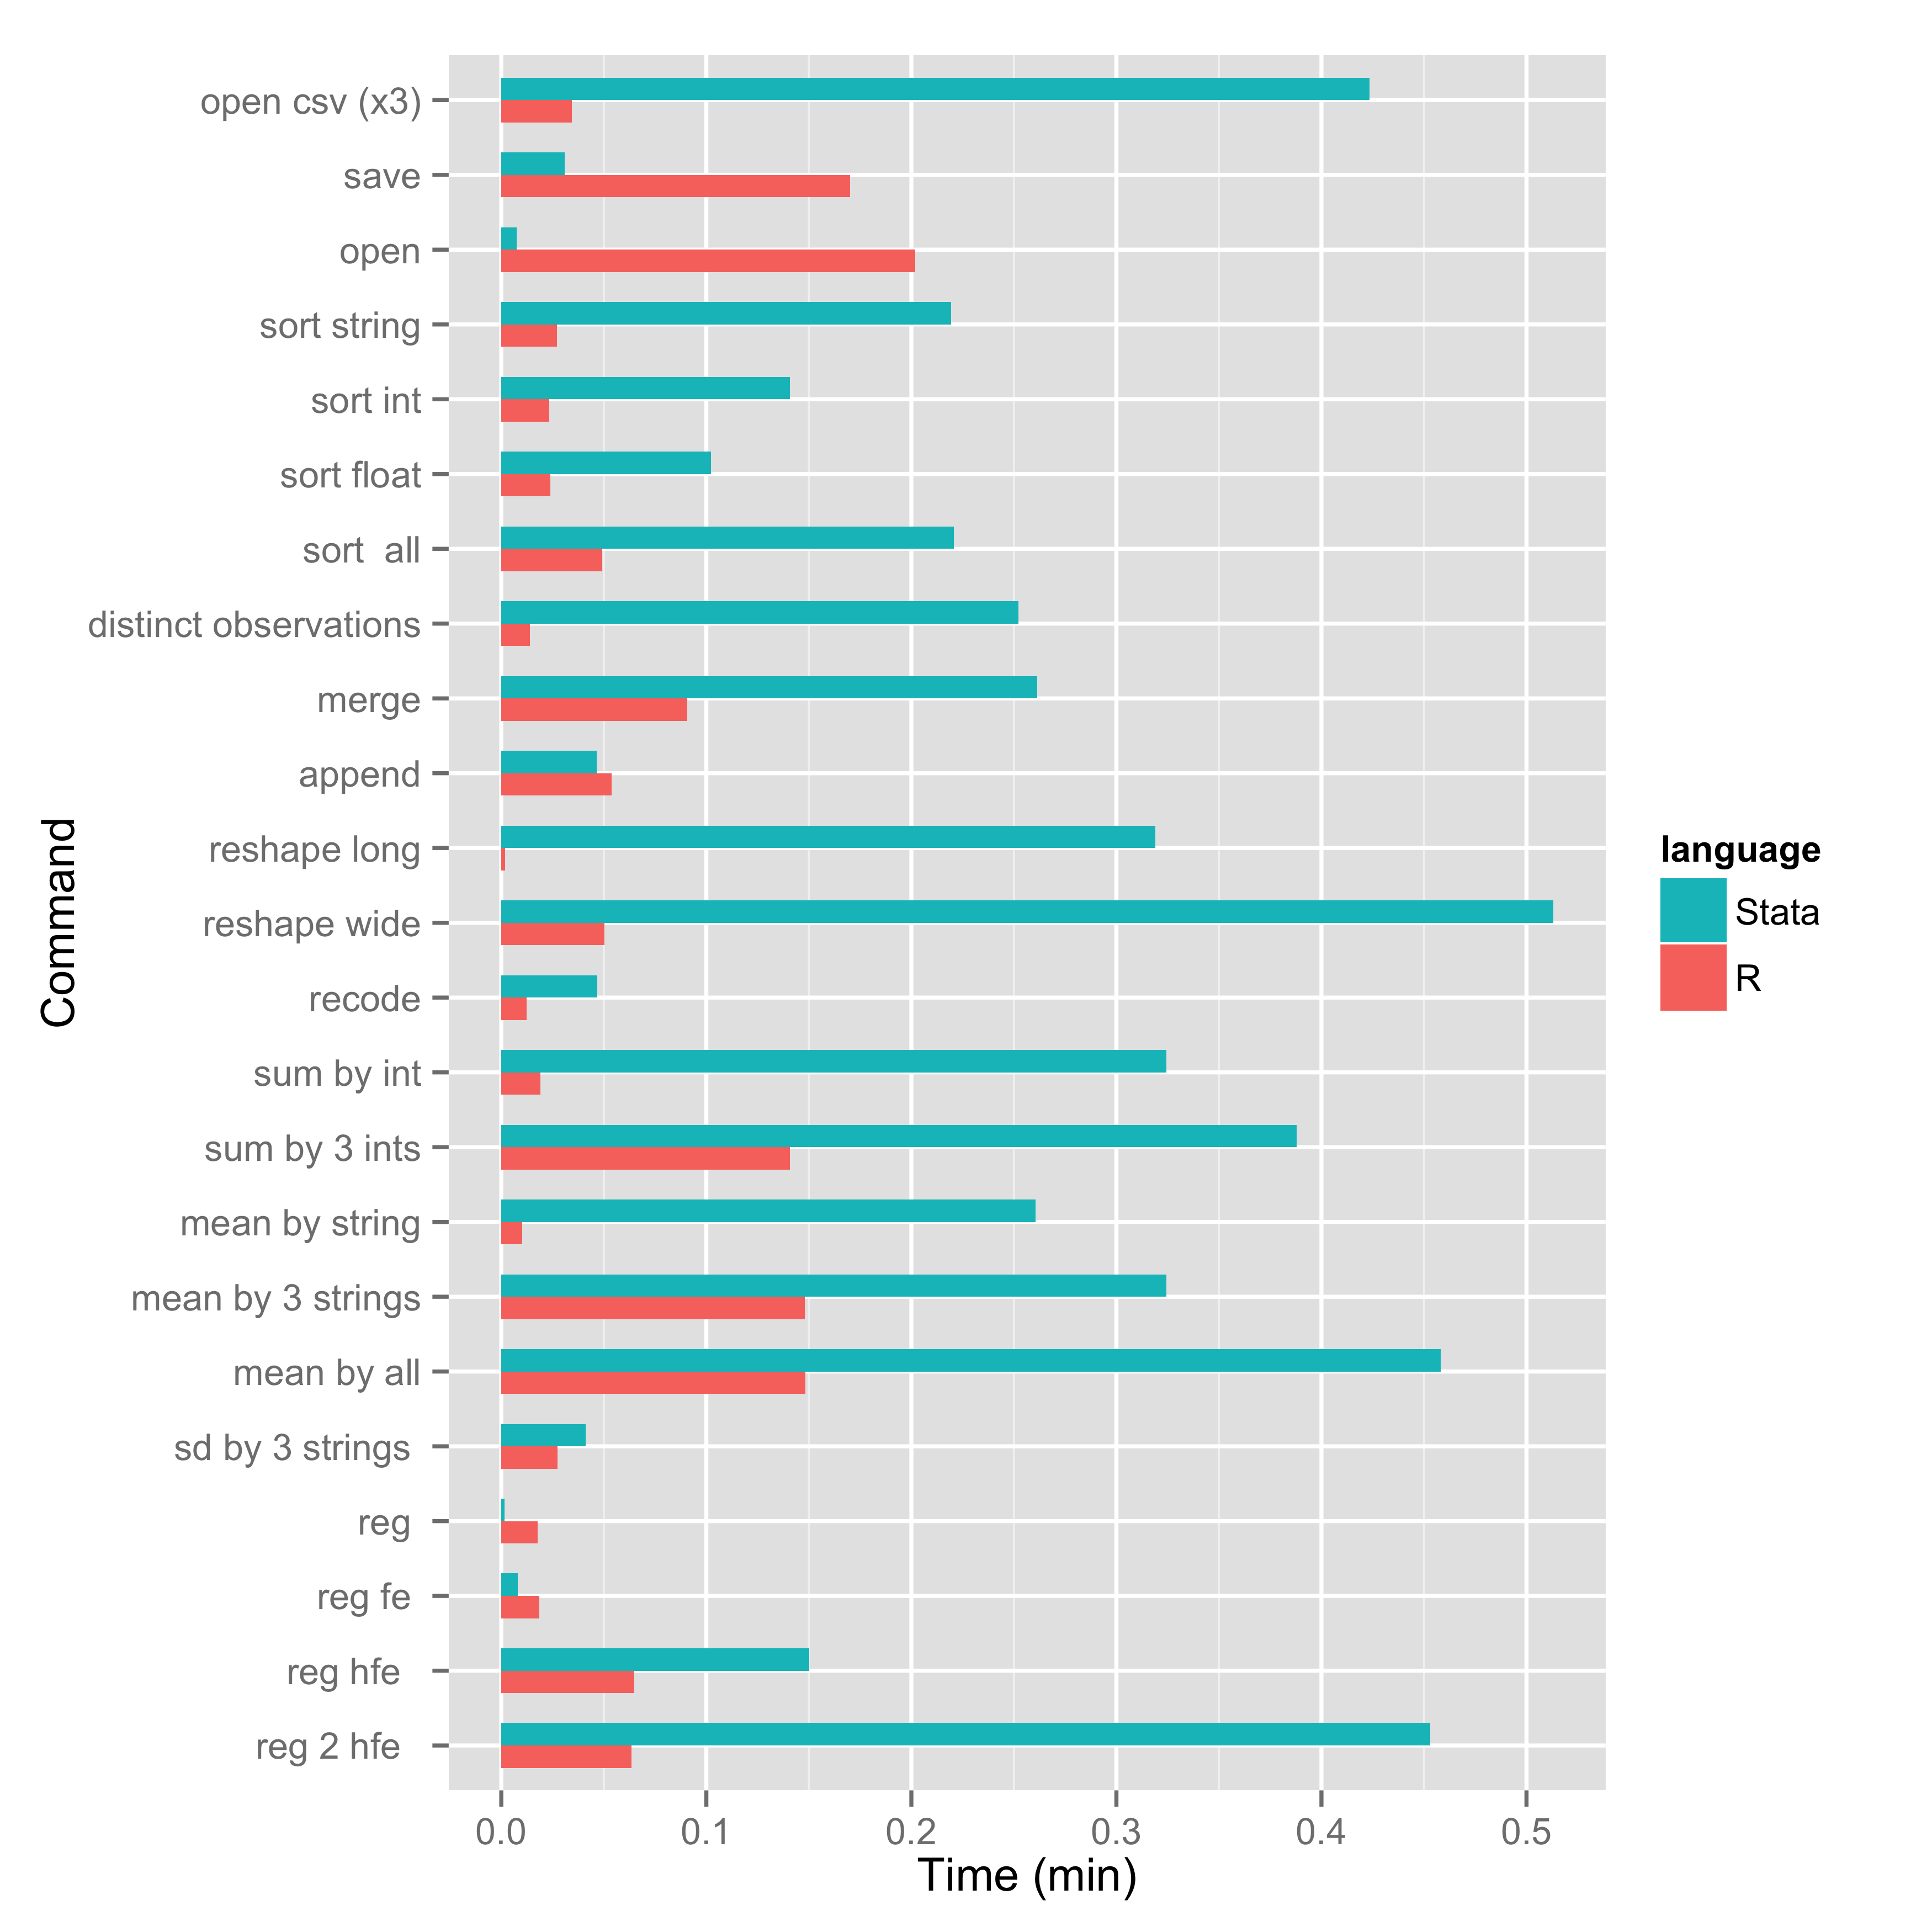 open csv (x3)
save
open
sort string
sort int
sort float
sort  all
distinct observations
merge
append
reshape long
reshape wide
recode
sum by int
sum by 3 ints
mean by string
mean by 3 strings
mean by all
sd by 3 strings
reg
reg fe
reg hfe
reg 2 hfe
Command
0.0 0.1 0.2 0.3 0.4 0.5
Time (min)
language
Stata
R